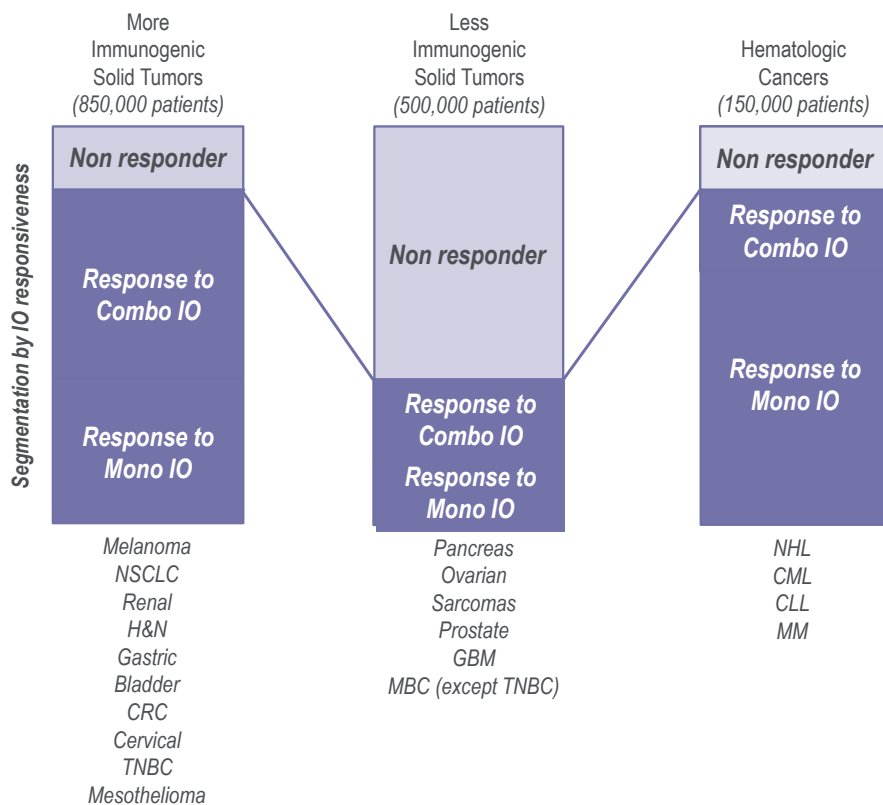 More
Immunogenic
Solid Tumors
(850,000 patients)
Less
Immunogenic
Solid Tumors
(500,000 patients)
Hematologic
Cancers
(150,000 patients)
Segmentation by IO responsiveness
Non responder
Response to
Combo IO
Response to
Mono IO
Non responder
Response to
Combo IO
Response to
Mono IO
Non responder
Response to
Combo IO
Response to
Mono IO
Melanoma
NSCLC
Renal
H&N
Gastric
Bladder
CRC
Cervical
TNBC
Mesothelioma
Pancreas
Ovarian
Sarcomas
Prostate
GBM
MBC (except TNBC)
NHL
CML
CLL
MM